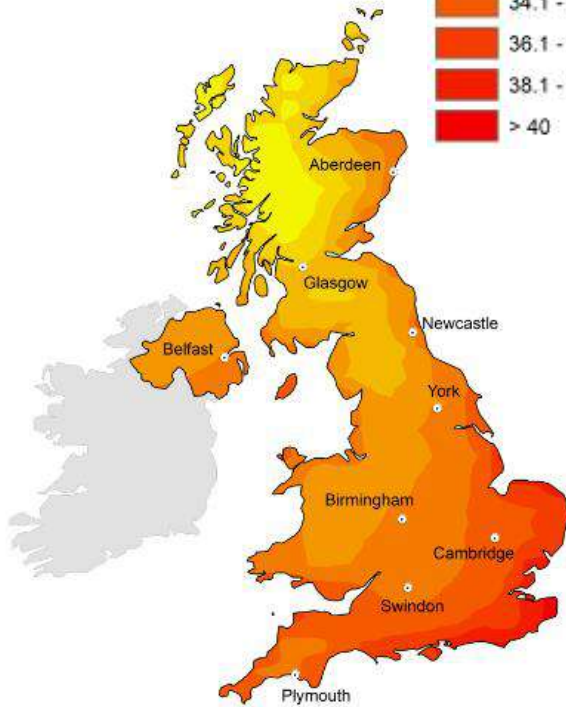 34.1 -
36.1 -
38.1 -
> 40
Aberdeen
Glasgow
Newcastle
Belfast
York
Birmingham
Cambridge
Swindon
Plymouth